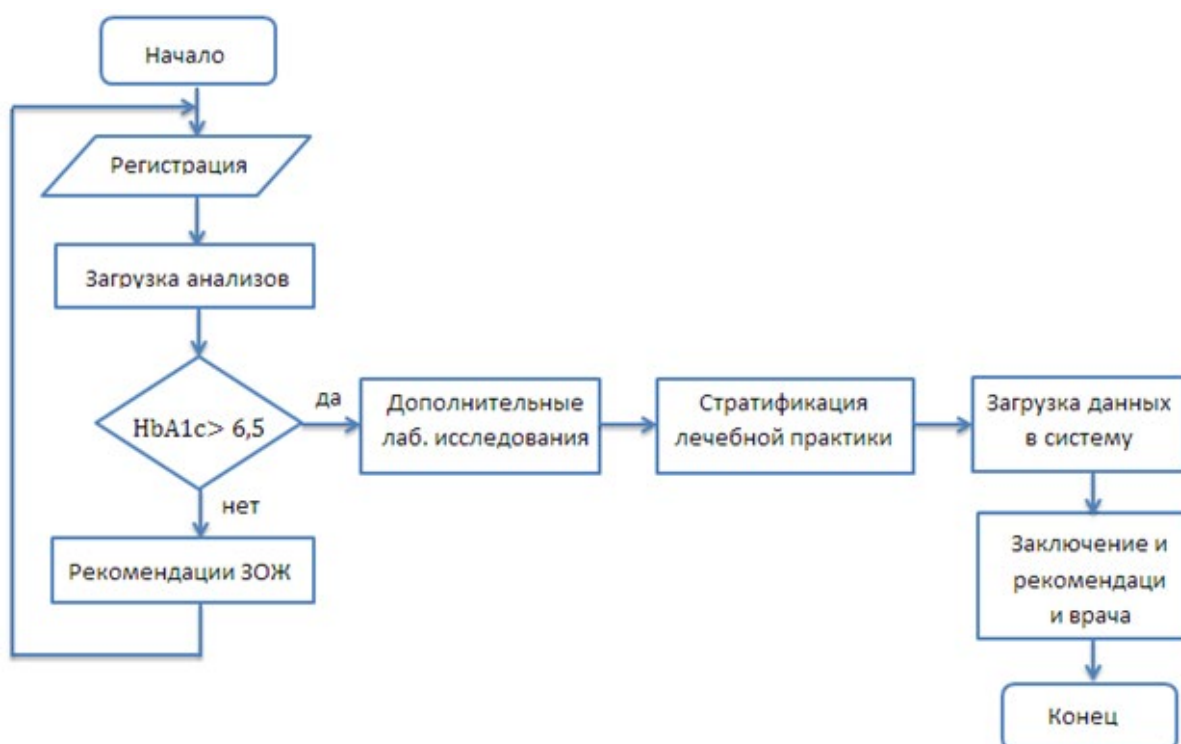 Начало
Регистрация
Загрузка анализов
HbA1c> 6,5
да
нет
Рекомендации ЗОЖ
Дополнительные
лаб. исследования
Стратификация
лечебной практики
Загрузка данных
в систему
Заключение и
рекомендаци
и врача
Конец